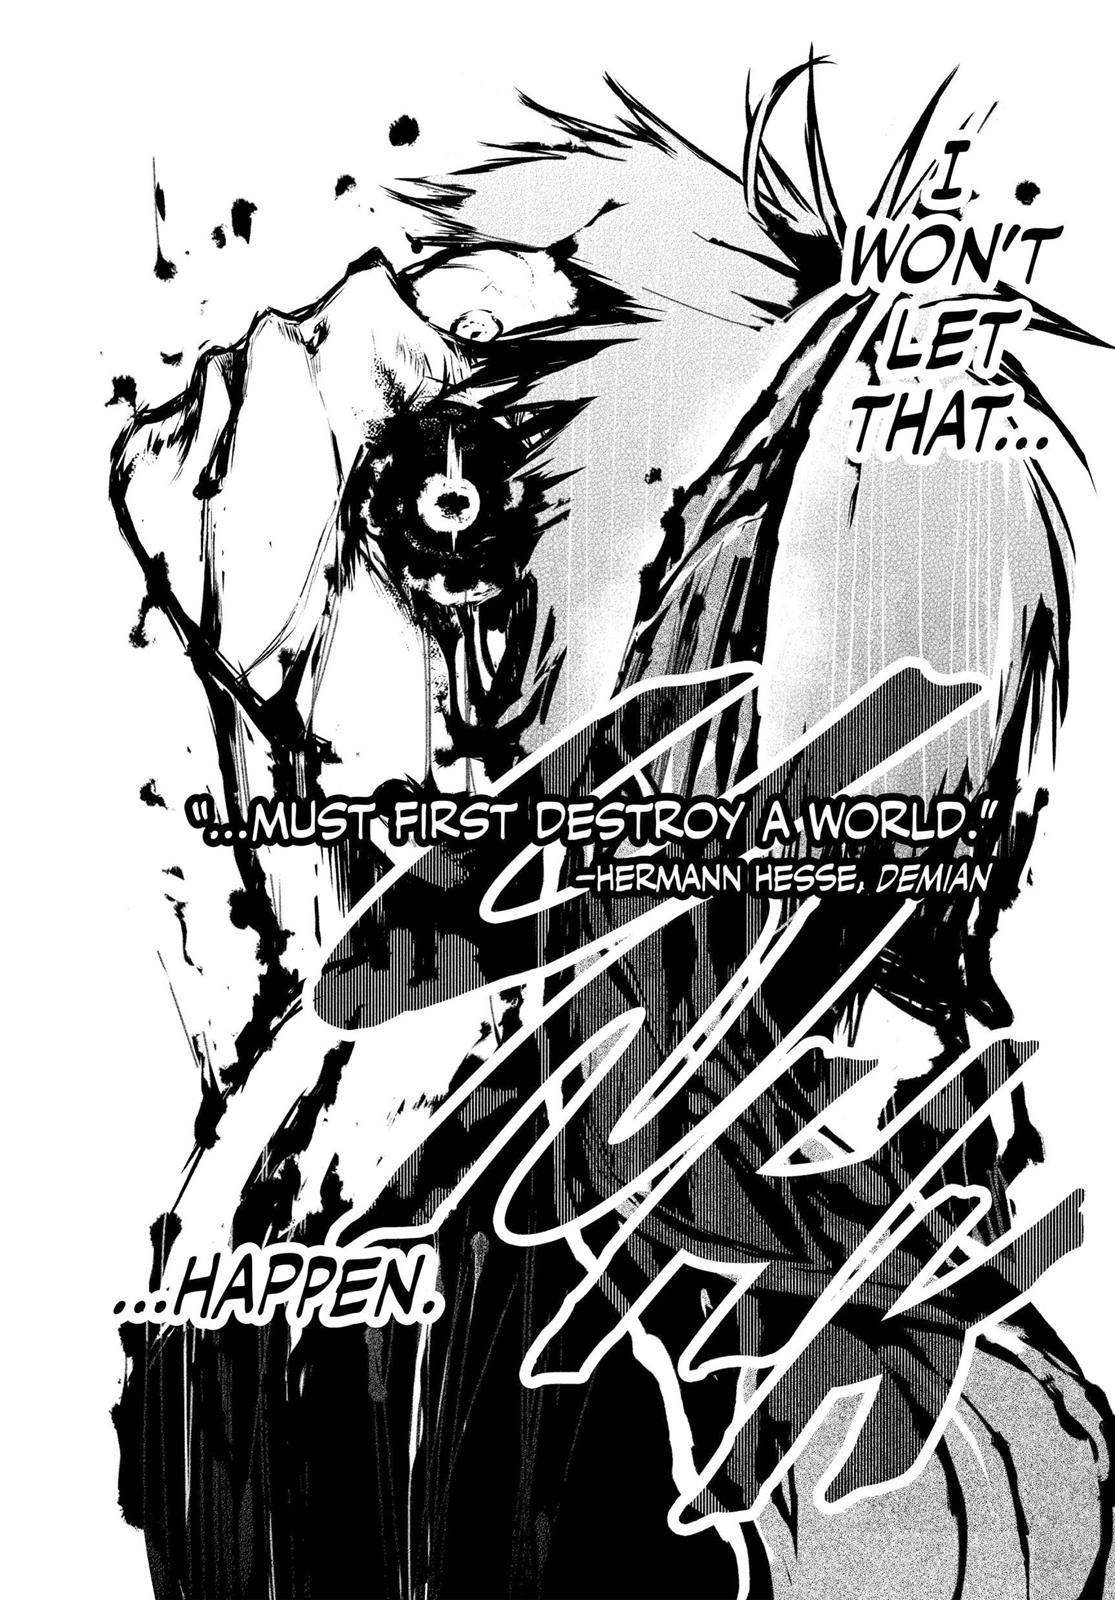 I
WON'T
LET
THAT...
"...MUST FIRST DESTROY A WORLD."
–HERMANN HESSE, DEMIAN
...HAPPEN.